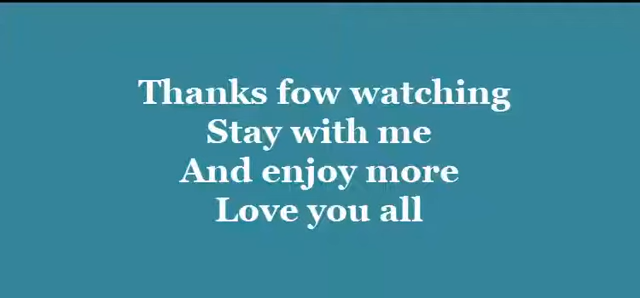 Thanks fow watching
Stay with me
And enjoy more
Love you all